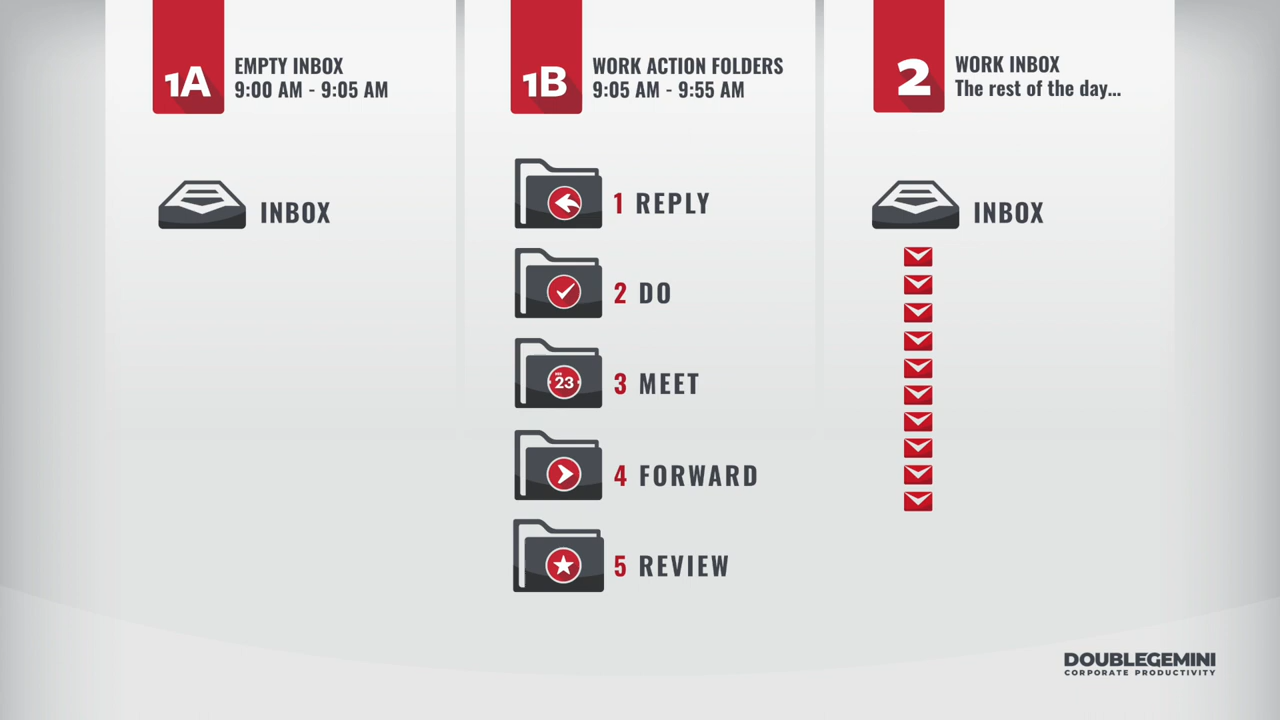 1A
EMPTY INBOX
9:00 AM - 9:05 AM
INBOX
1B
WORK ACTION FOLDERS
9:05 AM - 9:55 AM
1 REPLY
2 DO
23
3 MEET
4 FORWARD
5 REVIEW
2
WORK INBOX
The rest of the day...
INBOX
DOUBLEGEMINI
CORPORATE PRODUCTIVITY